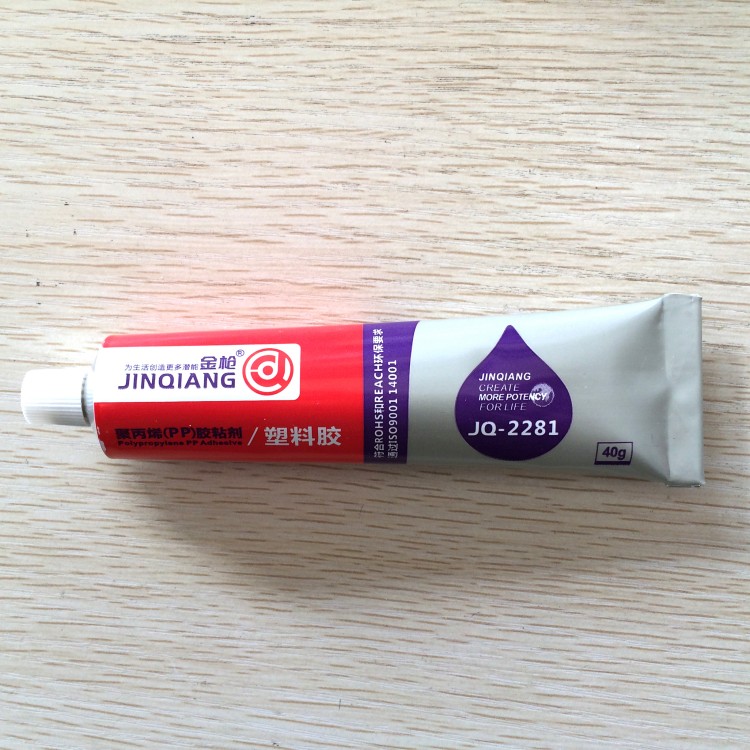 为生活创造更多潜能
金枪®
JINQIANG
聚丙烯(PP)胶粘剂/塑料胶
Polypropylene PP Adhesive
符合ROHS和REACH环保要求
通过ISO9001 14001
JINQIANG
CREATE
MORE POTENCY
FOR LIFE
JQ-2281
40g